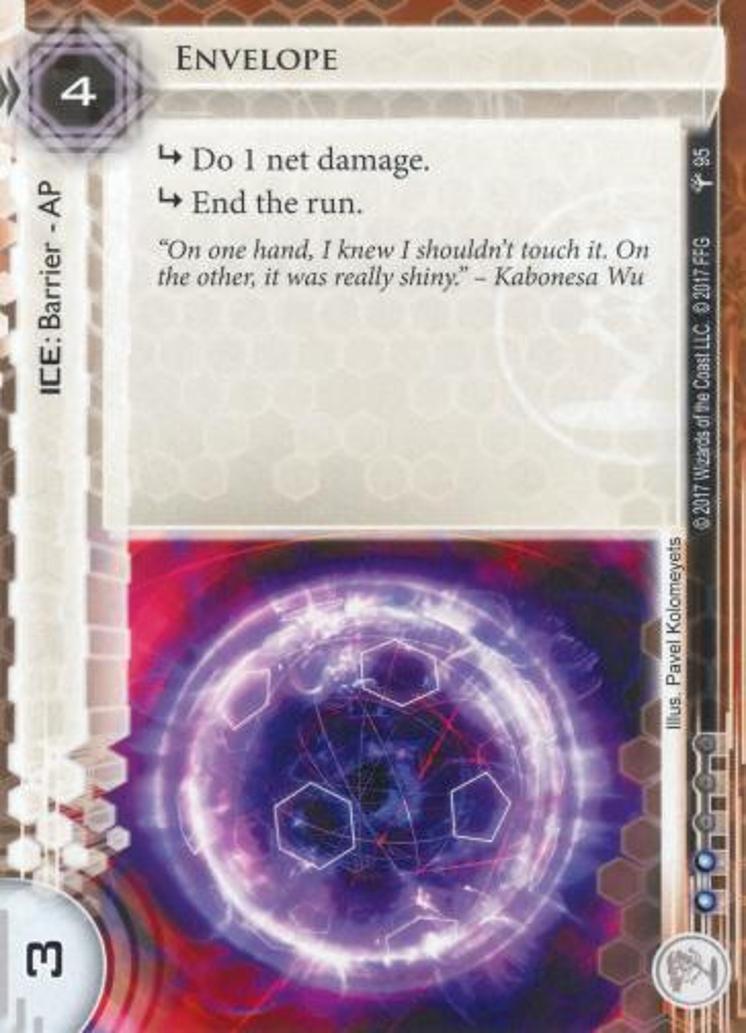 4
ENVELOPE
↳ Do 1 net damage.
↳ End the run.
“On one hand, I knew I shouldn’t touch it. On
the other, it was really shiny.” – Kabonesa Wu
ICE: Barrier - AP
95
© 2017 Wizards of the Coast LLC. © 2017 FFG
Illus. Pavel Kolomeyets
3